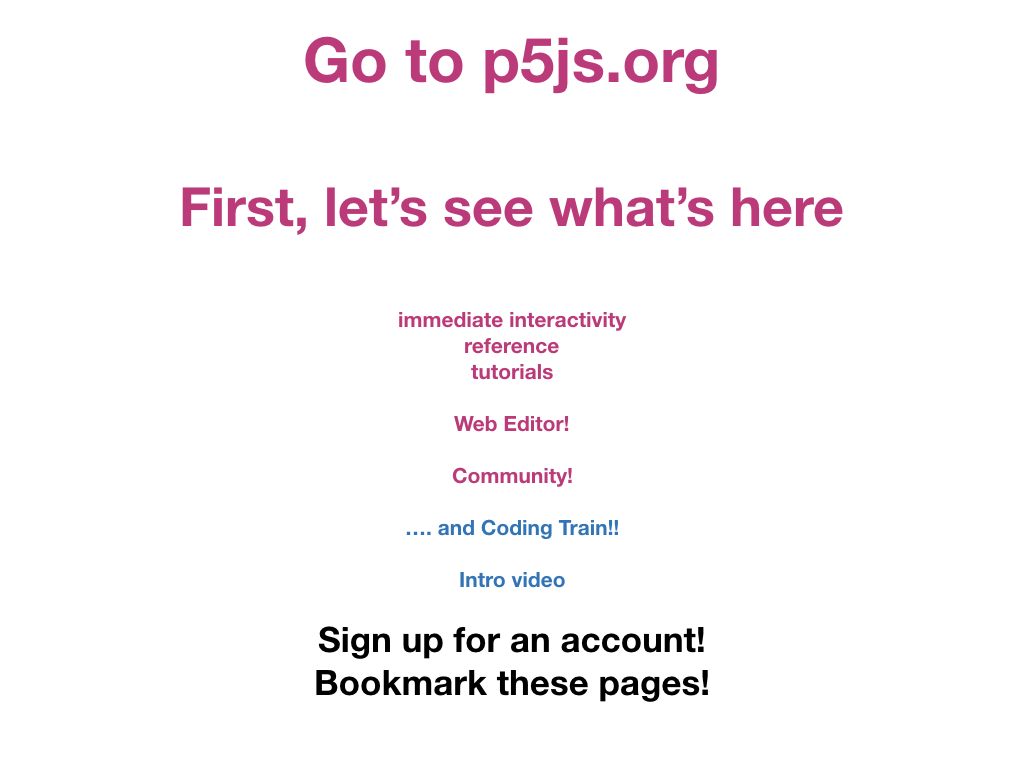 Go to p5js.org
First, let’s see what’s here
immediate interactivity
reference
tutorials
Web Editor!
Community!
…. and Coding Train!!
Intro video
Sign up for an account!
Bookmark these pages!